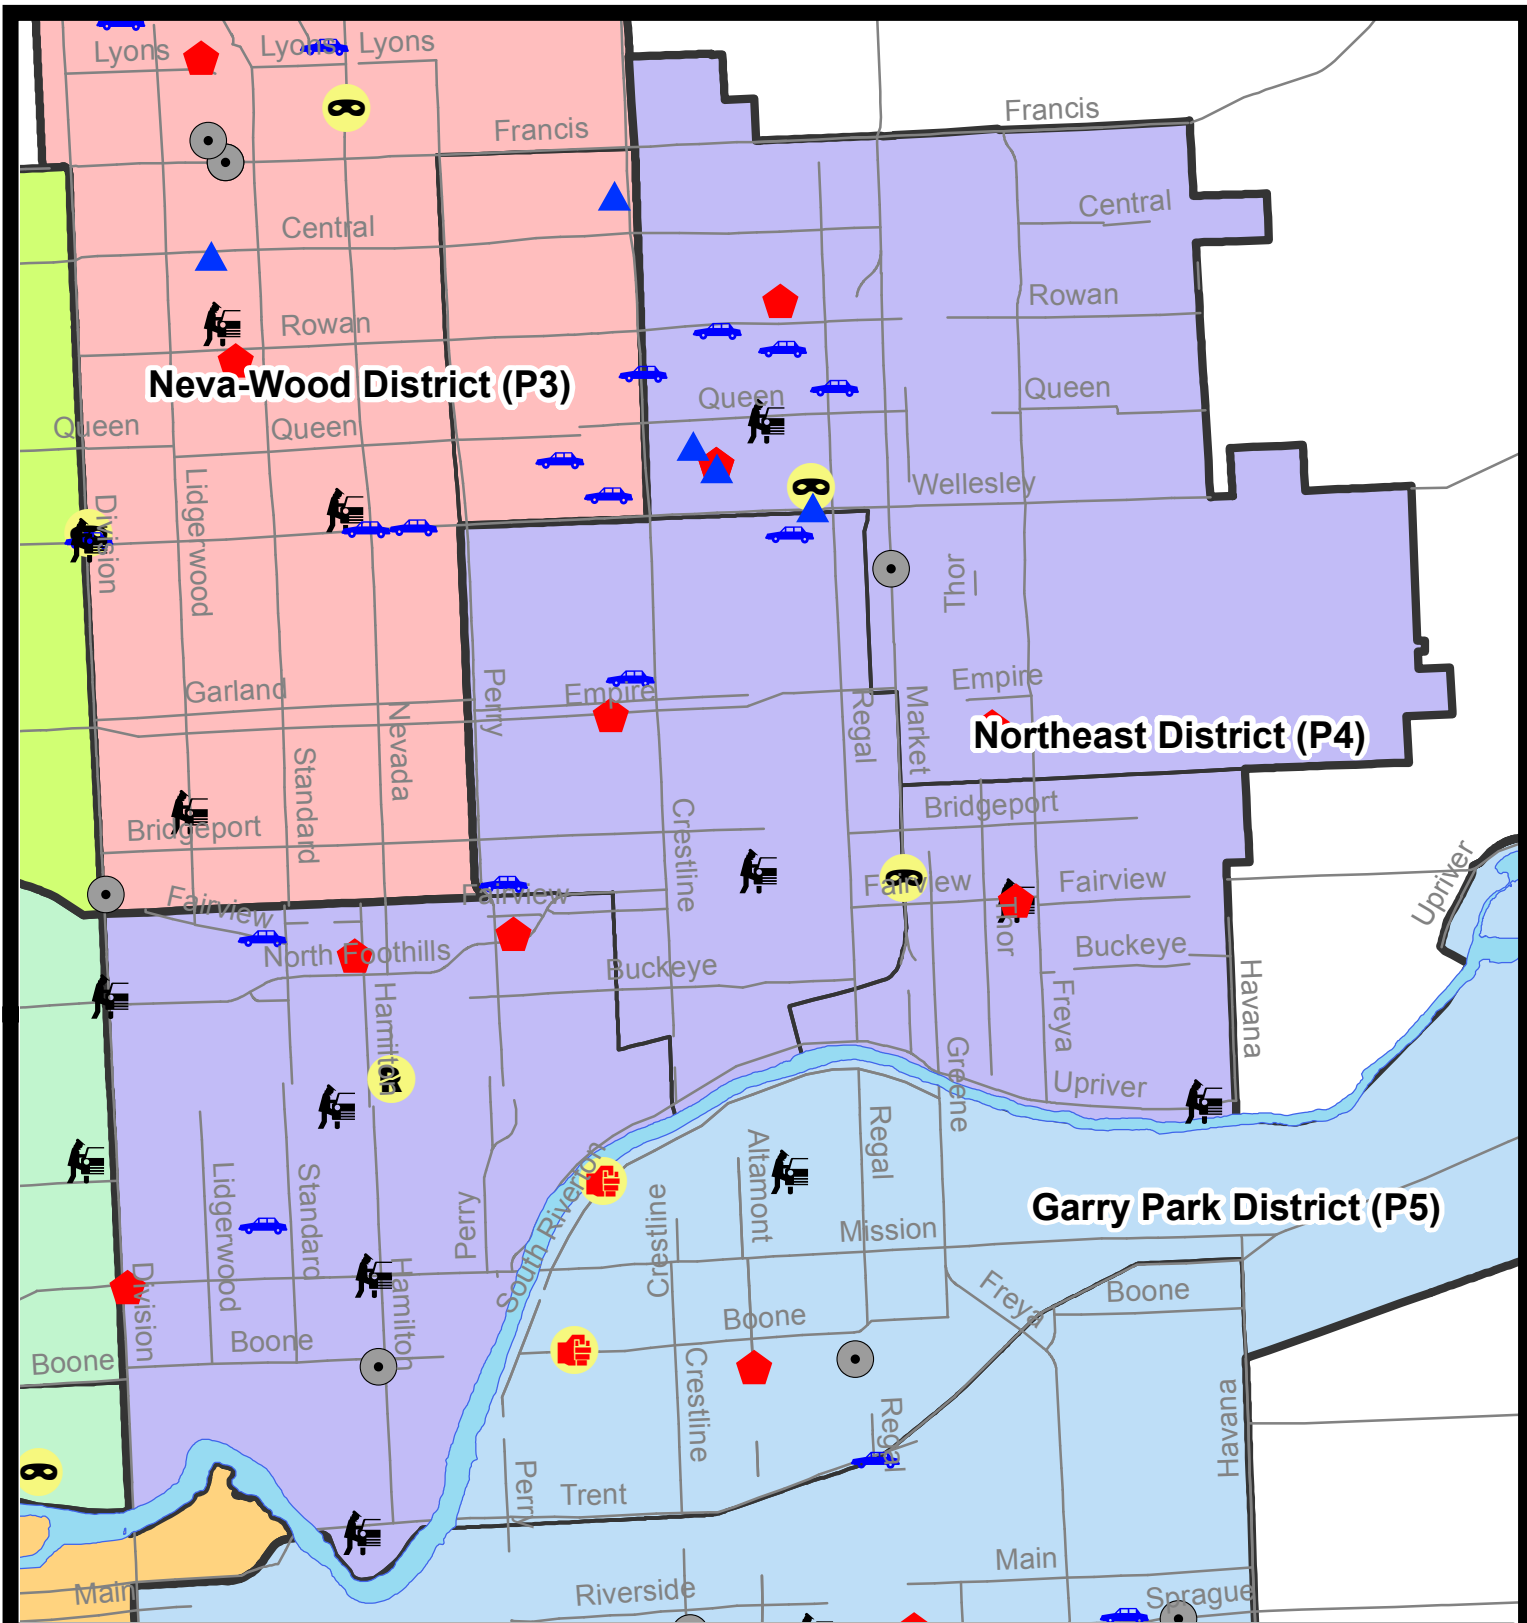 Lyons
Lyons
Lyons
Francis
Francis
Central
Central
Rowan
Rowan
Neva-Wood District (P3)
Queen
Queen
Queen
Queen
Wellesley
Division
Lidgerwood
Thor
Garland
Empire
Empire
Perry
Nevada
Regal
Market
Northeast District (P4)
Standard
Bridgeport
Bridgeport
Crestline
Fairview
Fairview
Fairview
Fairview
Upriver
Thor
North Foothills
Buckeye
Buckeye
Havana
Hamilton
Freya
Greene
Upriver
Regal
Altamont
South Riverton
Lidgerwood
Standard
Perry
Crestline
Mission
Garry Park District (P5)
Division
Hamilton
Freya
Boone
Boone
Boone
Boone
Crestline
Regal
Havana
Perry
Trent
Main
Main
Riverside
Sprague